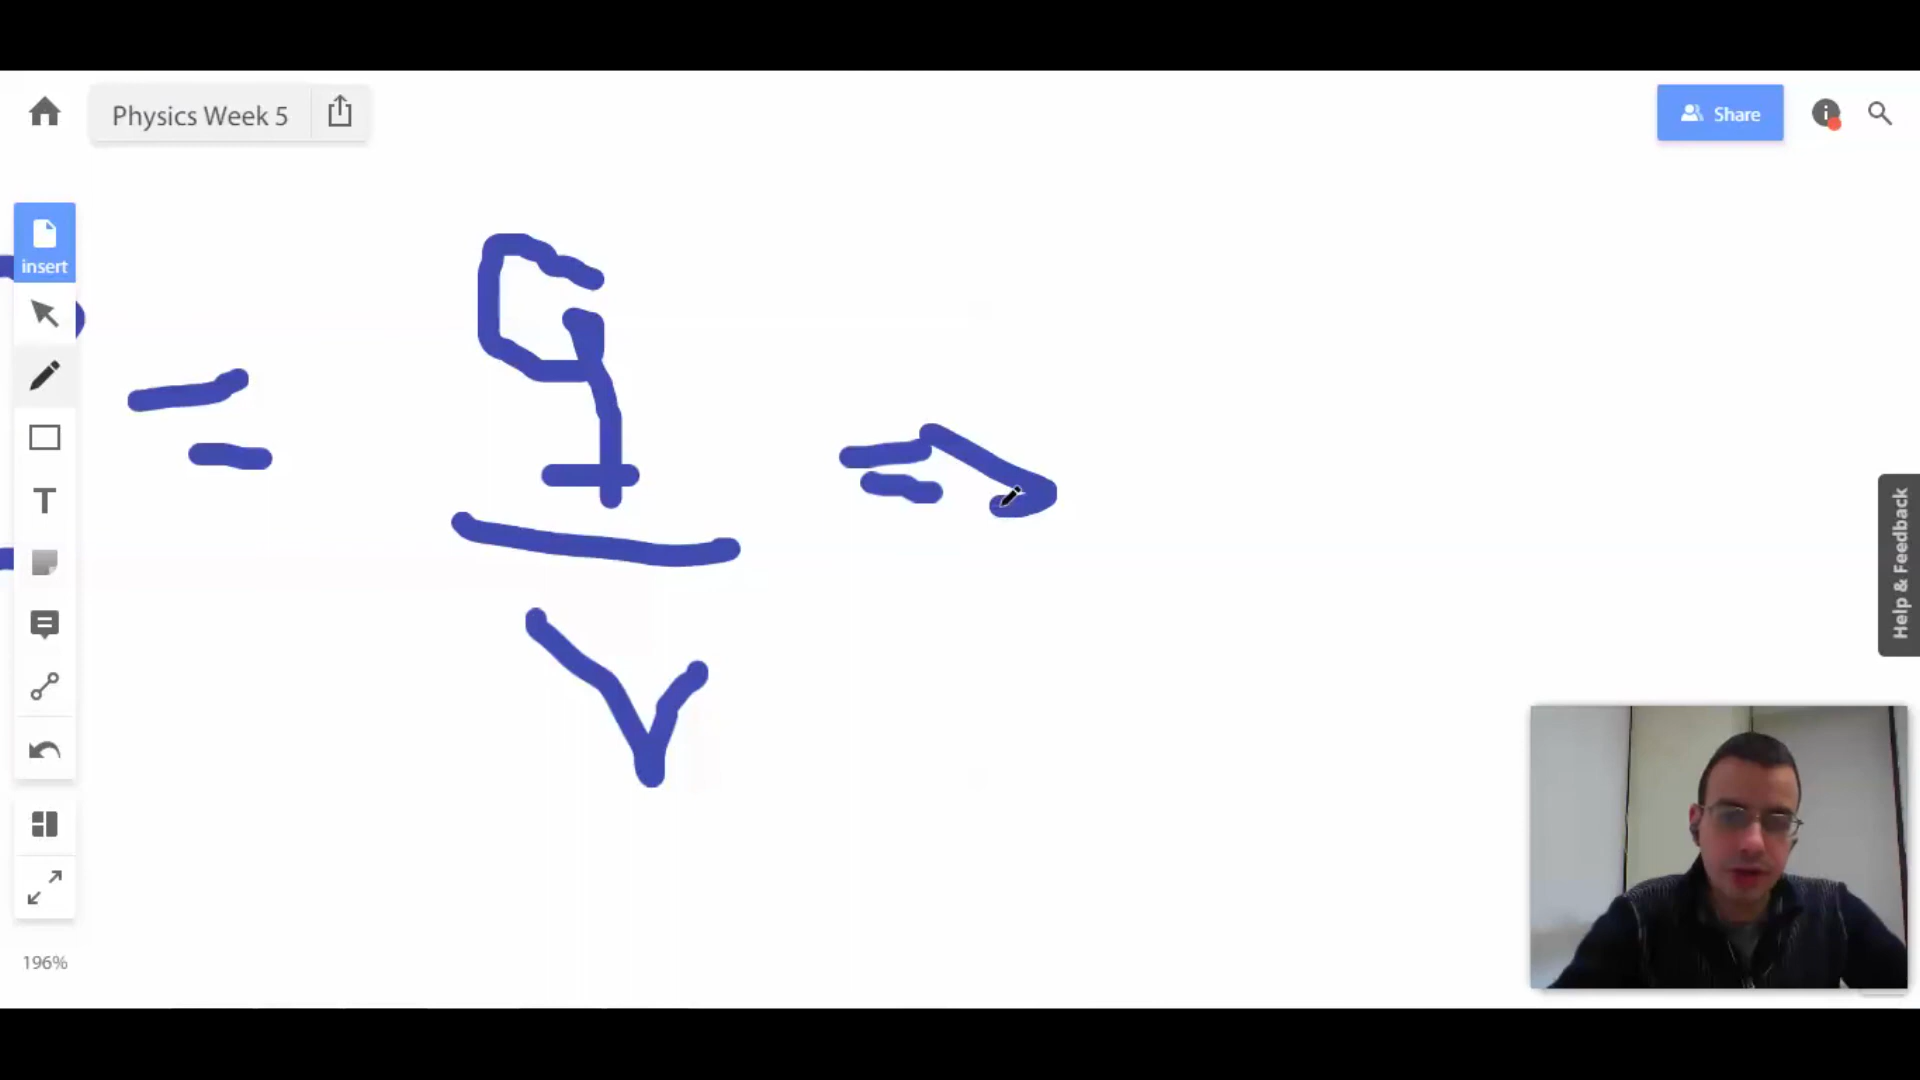 Physics Week 5
Share
insert
=
q
V
=>
T
Help & Feedback
196%